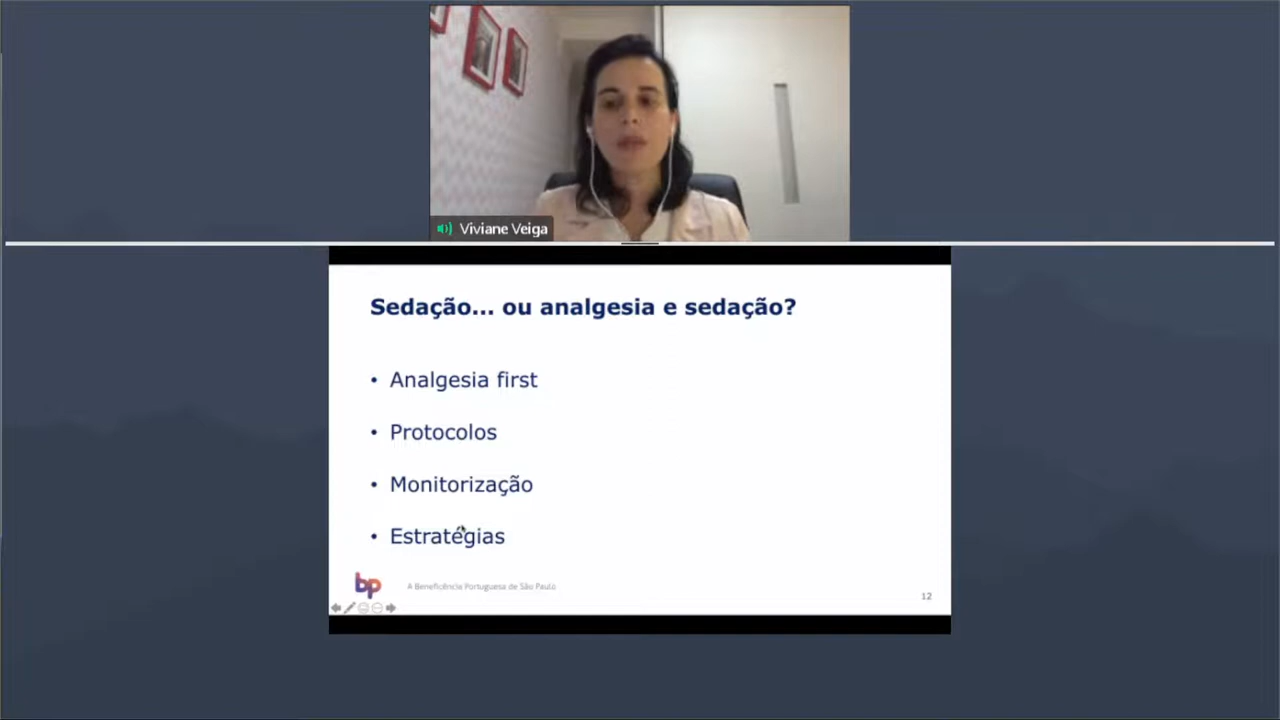 Viviane Veiga
Sedação... ou analgesia e sedação?
• Analgesia first
• Protocolos
• Monitorização
• Estratégias
bp
A Beneficência Portuguesa de São Paulo
12